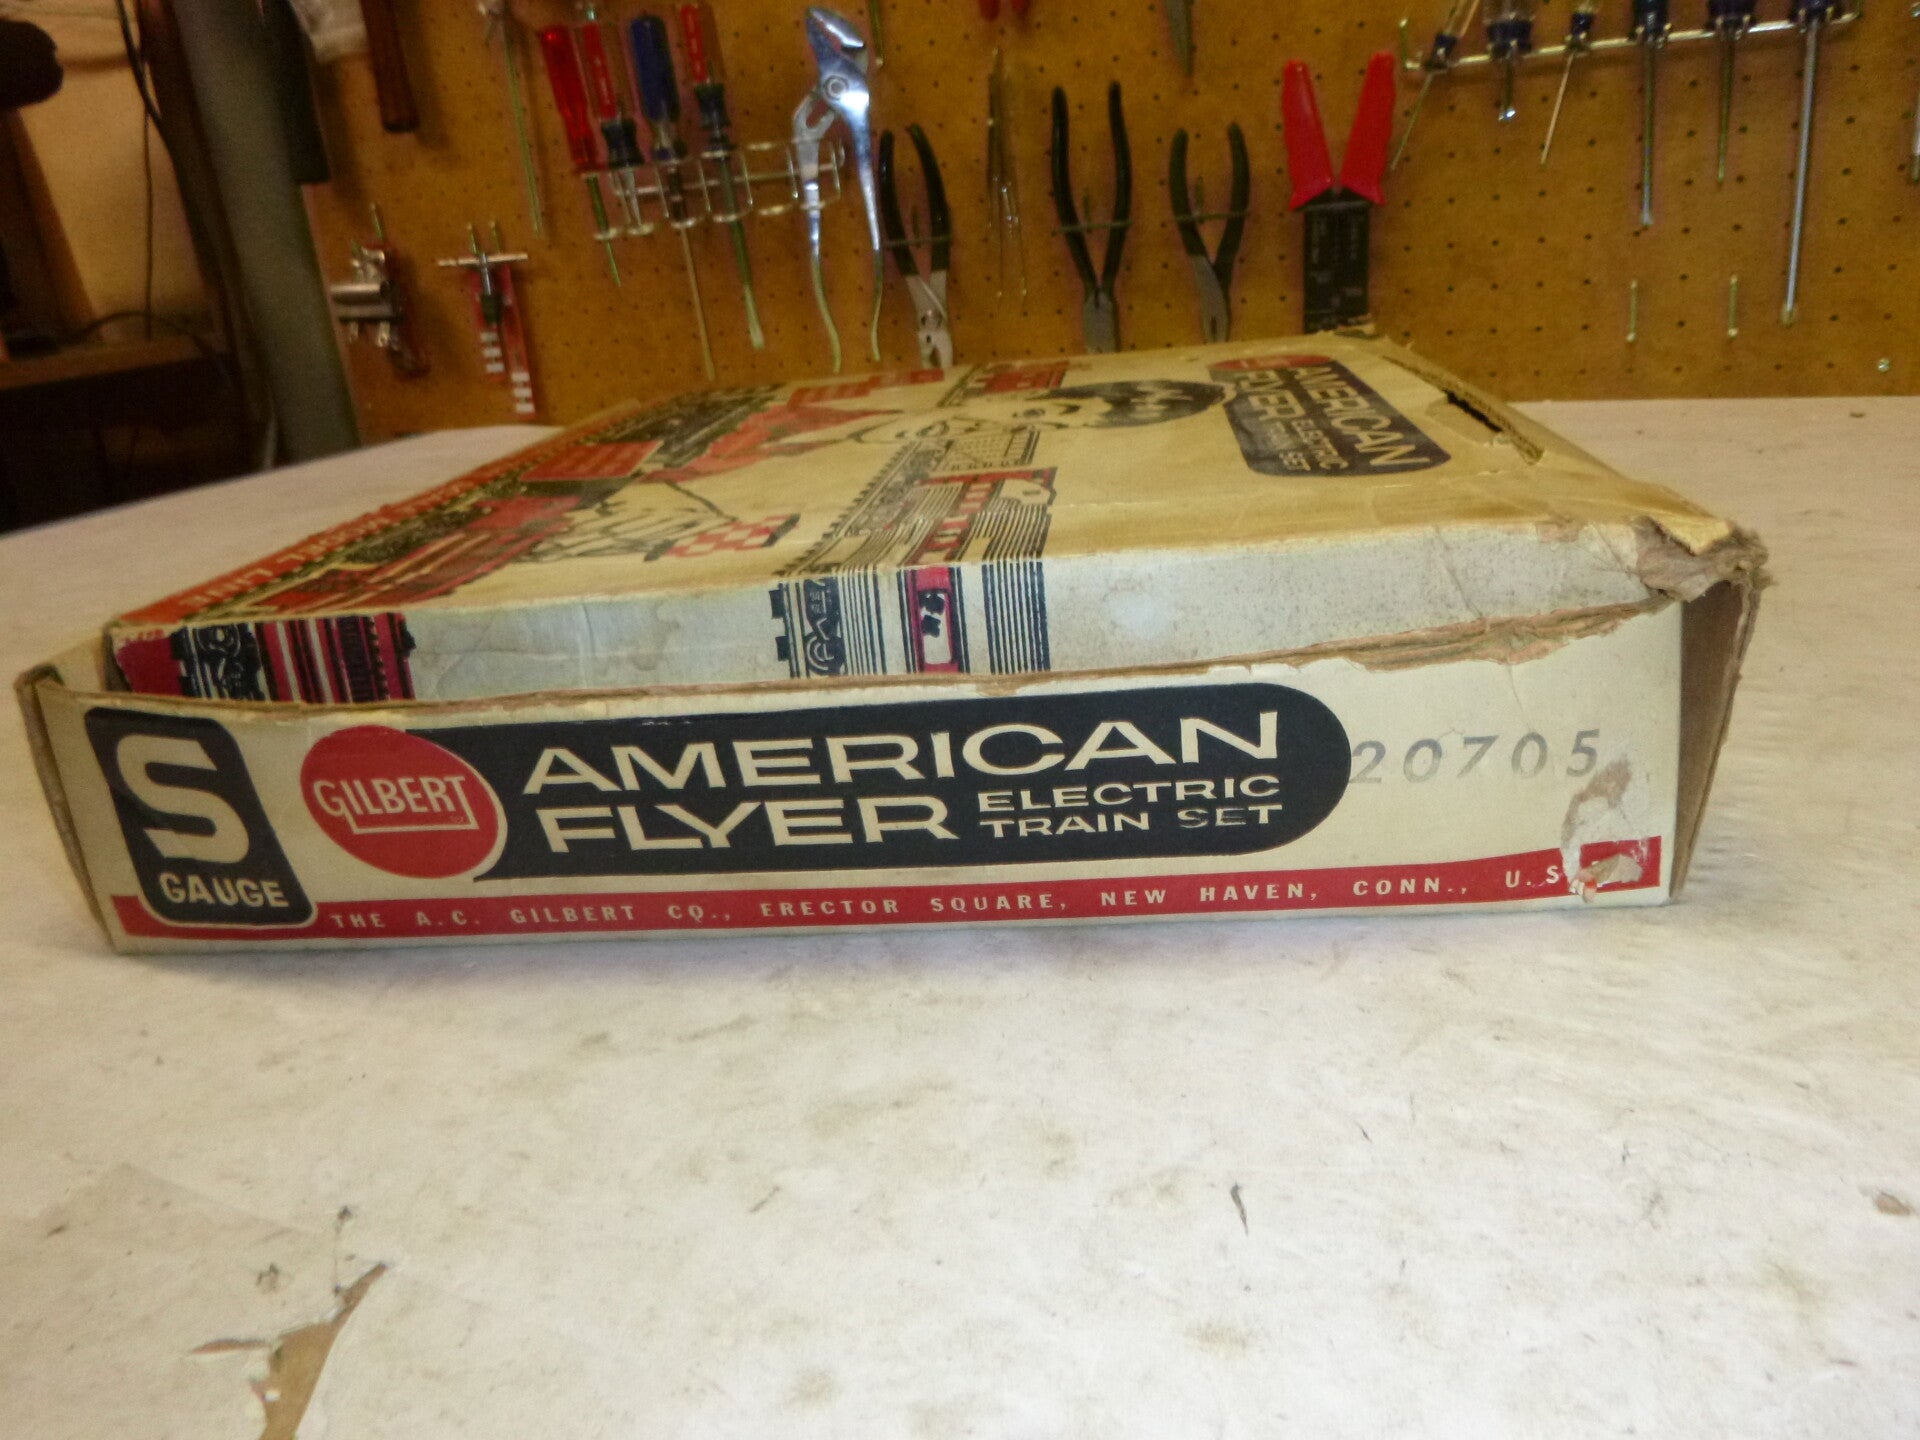 AMERICAN
FLYER ELECTRIC
TRAIN SET
S
GAUGE
GILBERT
AMERICAN
FLYER ELECTRIC
TRAIN SET
20705
THE A.C. GILBERT CO., ERECTOR SQUARE, NEW HAVEN, CONN., U.S.